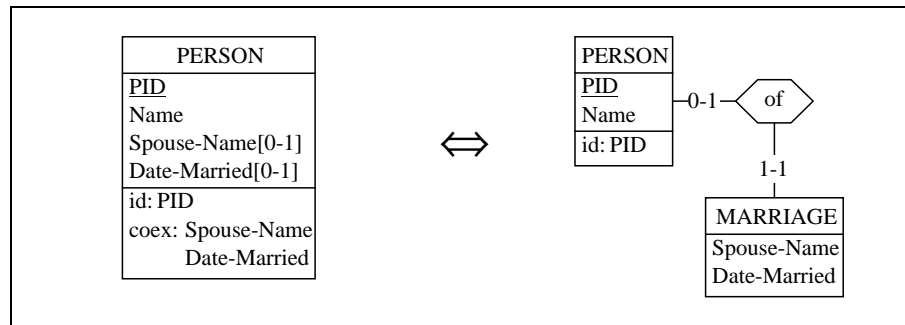 PERSON
PID
Name
Spouse-Name[0-1]
Date-Married[0-1]
id: PID
coex: Spouse-Name
Date-Married
⇔
PERSON
PID
Name
id: PID
0-1
of
1-1
MARRIAGE
Spouse-Name
Date-Married